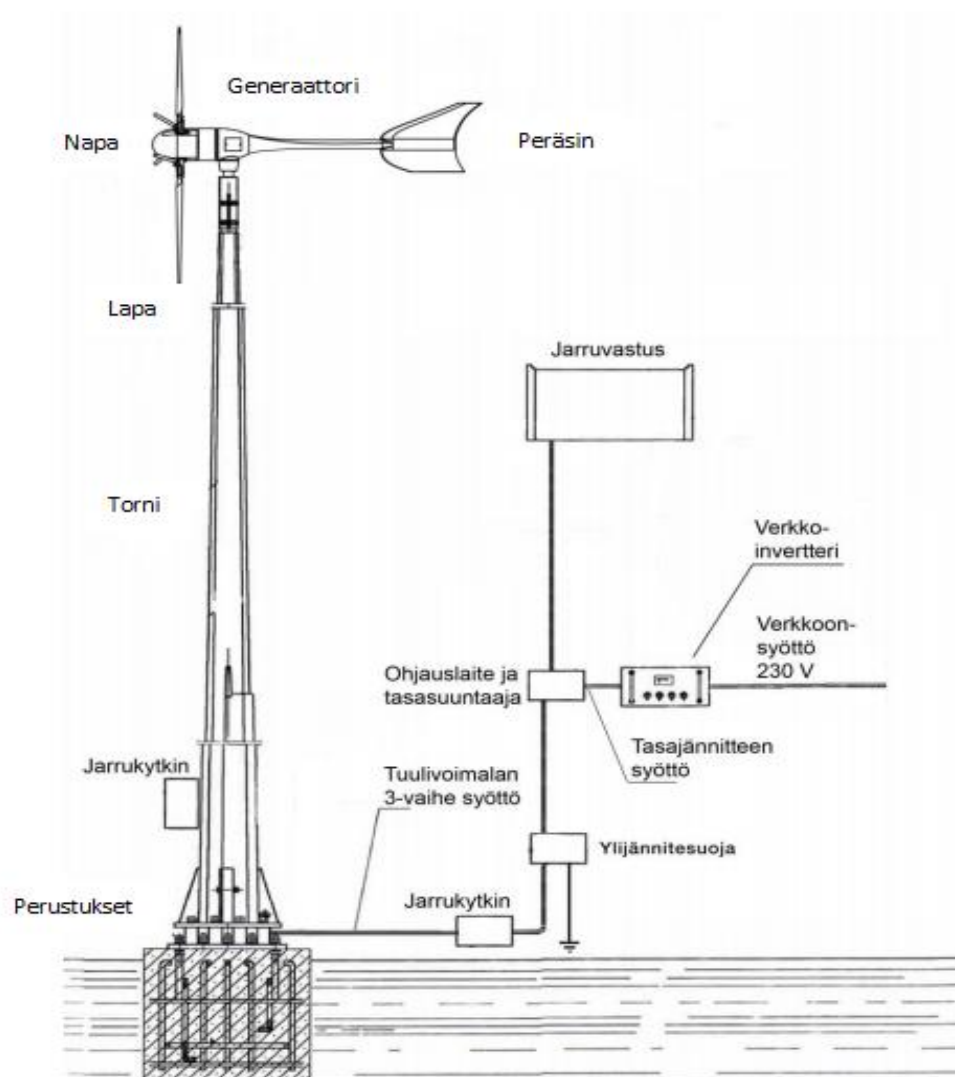 Generaattori
Napa
Peräsin
Lapa
Jarruvastus
Torni
Verkko-
invertteri
Verkkoon-
syöttö
230 V
Ohjauslaite ja
tasasuuntaaja
Tasajännitteen
syöttö
Jarrukytkin
Tuulivoimalan
3-vaihe syöttö
Ylijännitesuoja
Perustukset
Jarrukytkin